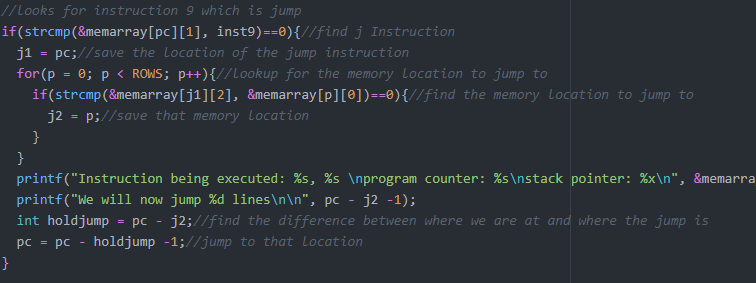 //looks for instruction 9 which is jump
if(strcmp(&memarray[pc][1], inst9)==0){//find j Instruction
  j1 = pc;//save the location of the jump instruction
  for(p = 0; p < ROWS; p++){//lookup for the memory location to jump to
    if(strcmp(&memarray[j1][2], &memarray[p][0])==0){//find the memory location to jump to
      j2 = p;//save that memory location
    }
  }
  printf("Instruction being executed: %s, %s \nprogram counter: %s\nstack pointer: %x\n", &memarra
  printf("We will now jump %d lines\n\n", pc - j2 -1);
  int holdjump = pc - j2;//find the difference between where we are at and where the jump is
  pc = pc - holdjump -1;//jump to that location
}